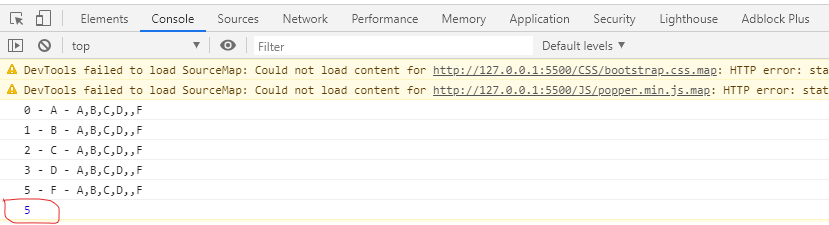 Elements Console Sources Network Performance Memory Application Security Lighthouse Adblock Plus
top Filter Default levels
DevTools failed to load SourceMap: Could not load content for http://127.0.0.1:5500/CSS/bootstrap.css.map: HTTP error: sta
DevTools failed to load SourceMap: Could not load content for http://127.0.0.1:5500/JS/popper.min.js.map: HTTP error: stat
0 - A - A,B,C,D,,F
1 - B - A,B,C,D,,F
2 - C - A,B,C,D,,F
3 - D - A,B,C,D,,F
5 - F - A,B,C,D,,F
5